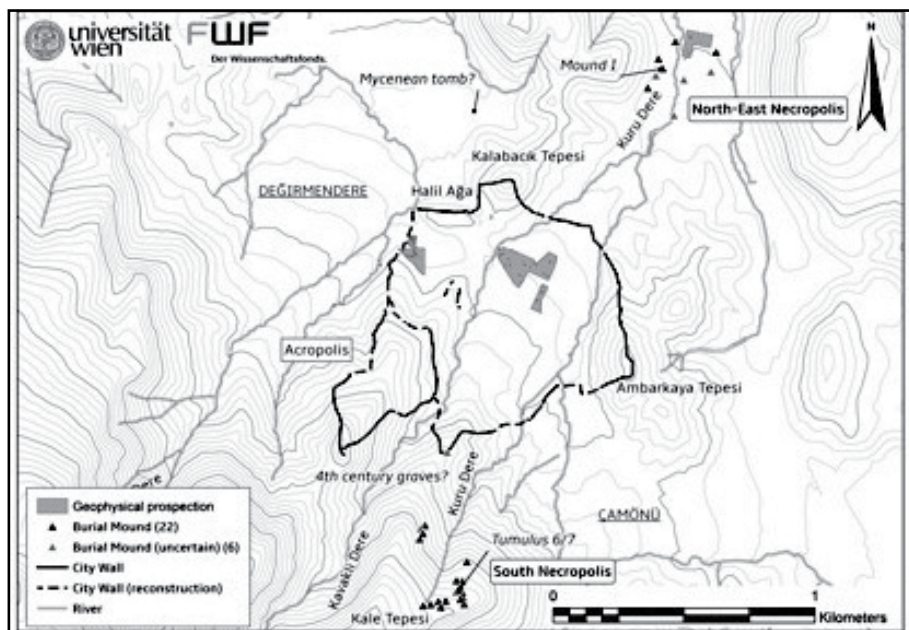 universität
wien
FWF
Der Wissenschaftsfonds.
N
Mycenean tomb?
Mound I
North-East Necropolis
Kuru Dere
Kalabacık Tepesi
Halil Ağa
DEĞIRMENDERE
Acropolis
Ambarkaya Tepesi
4th century graves?
Kuru Dere
Kavaklı Dere
Dere
ÇAMÖNÜ
Tumulus 6/7
South Necropolis
Kale Tepesi
Geophysical prospection
Burial Mound (22)
Burial Mound (uncertain) (6)
City Wall
City Wall (reconstruction)
River
0 1
Kilometers